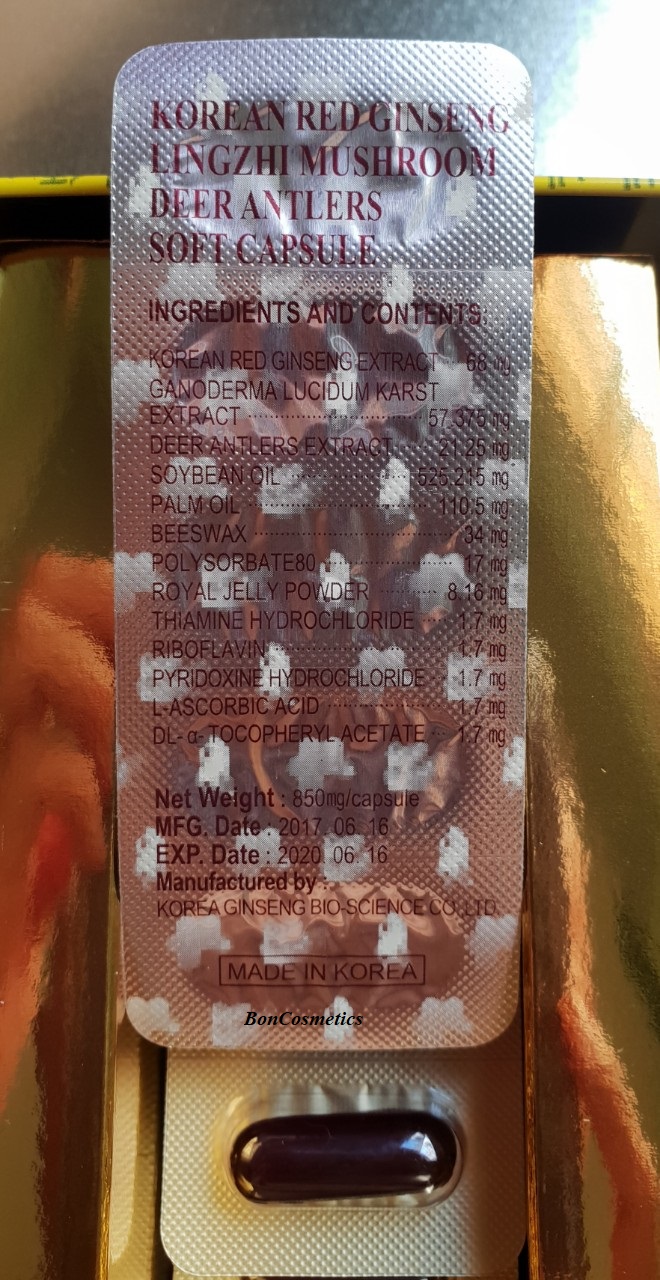 KOREAN RED GINSENG
LINGZHI MUSHROOM
DEER ANTLERS
SOFT CAPSULE
INGREDIENTS AND CONTENTS:
KOREAN RED GINSENG EXTRACT 68 mg
GANODERMA LUCIDUM KARST
EXTRACT ............ 57.375 mg
DEER ANTLERS EXTRACT 21.25 mg
SOYBEAN OIL ............ 525.215 mg
PALM OIL ............ 110.5 mg
BEESWAX ............ 34 mg
POLYSORBATE80 ............ 17 mg
ROYAL JELLY POWDER ............ 8.16 mg
THIAMINE HYDROCHLORIDE .... 1.7 mg
RIBOFLAVIN ............ 1.7 mg
PYRIDOXINE HYDROCHLORIDE 1.7 mg
L-ASCORBIC ACID ............ 1.7 mg
DL-α-TOCOPHERYL ACETATE ... 1.7 mg
Net Weight : 850mg/capsule
MFG. Date : 2017. 06. 16
EXP. Date : 2020. 06. 16
Manufactured by :
KOREA GINSENG BIO-SCIENCE CO.,LTD.
MADE IN KOREA
BonCosmetics